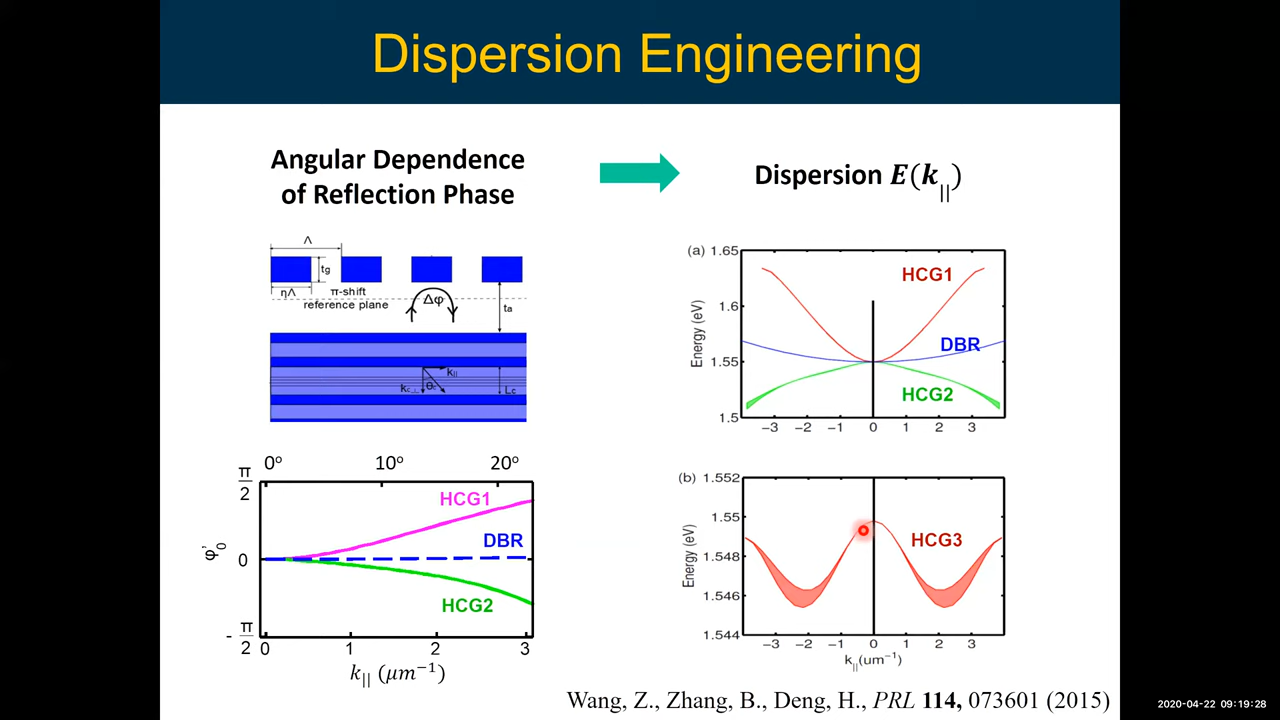 Dispersion Engineering
Angular Dependence
of Reflection Phase
Dispersion E(k||)
Λ
tg
ηΛ
π-shift
reference plane
Δφ
ta
k||
kc⊥
θc
Lc
(a)
1.65
1.6
1.55
1.5
Energy (eV)
HCG1
DBR
HCG2
−3 −2 −1 0 1 2 3
0° 10° 20°
π/2
0
- π/2
φ'0
HCG1
DBR
HCG2
0 1 2 3
k|| (μm⁻¹)
(b)
1.552
1.55
1.548
1.546
1.544
Energy (eV)
HCG3
−3 −2 −1 0 1 2 3
k||(um⁻¹)
Wang, Z., Zhang, B., Deng, H., PRL 114, 073601 (2015)
2020-04-22 09:19:28